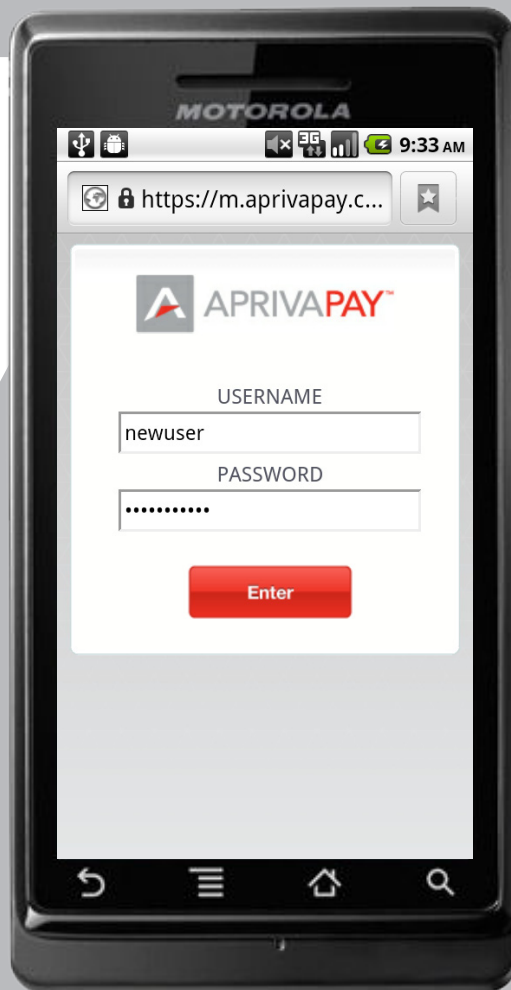 MOTOROLA
3G 9:33 AM
https://m.aprivapay.c...
APRIVAPAY™
USERNAME
newuser
PASSWORD
•••••••••••
Enter